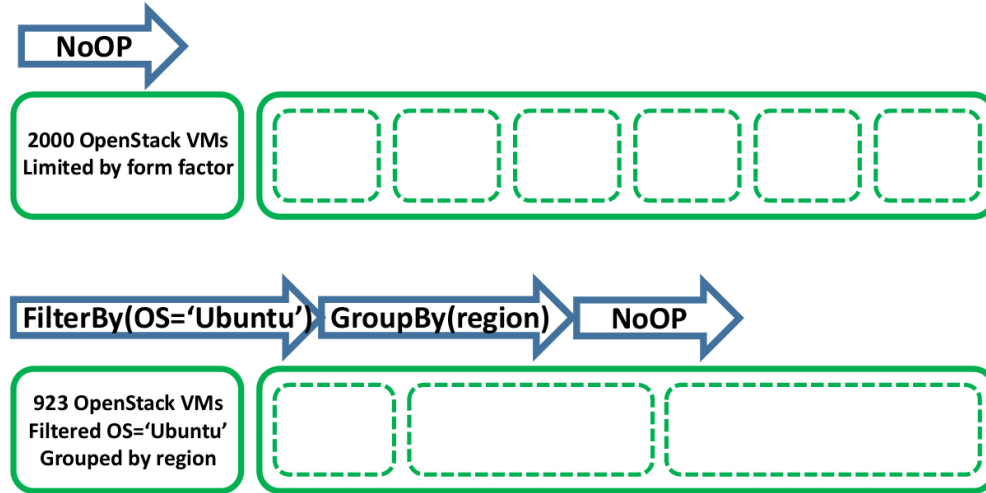 NoOP
2000 OpenStack VMs
Limited by form factor
FilterBy(OS=‘Ubuntu’)
GroupBy(region)
NoOP
923 OpenStack VMs
Filtered OS=‘Ubuntu’
Grouped by region